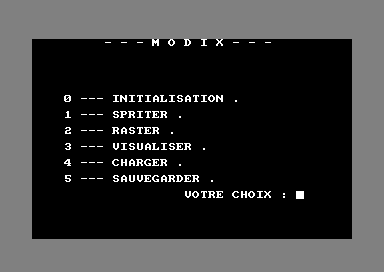 - - - M O D I X - - -
0 --- INITIALISATION .
1 --- SPRITER .
2 --- RASTER .
3 --- VISUALISER .
4 --- CHARGER .
5 --- SAUVEGARDER .
VOTRE CHOIX :